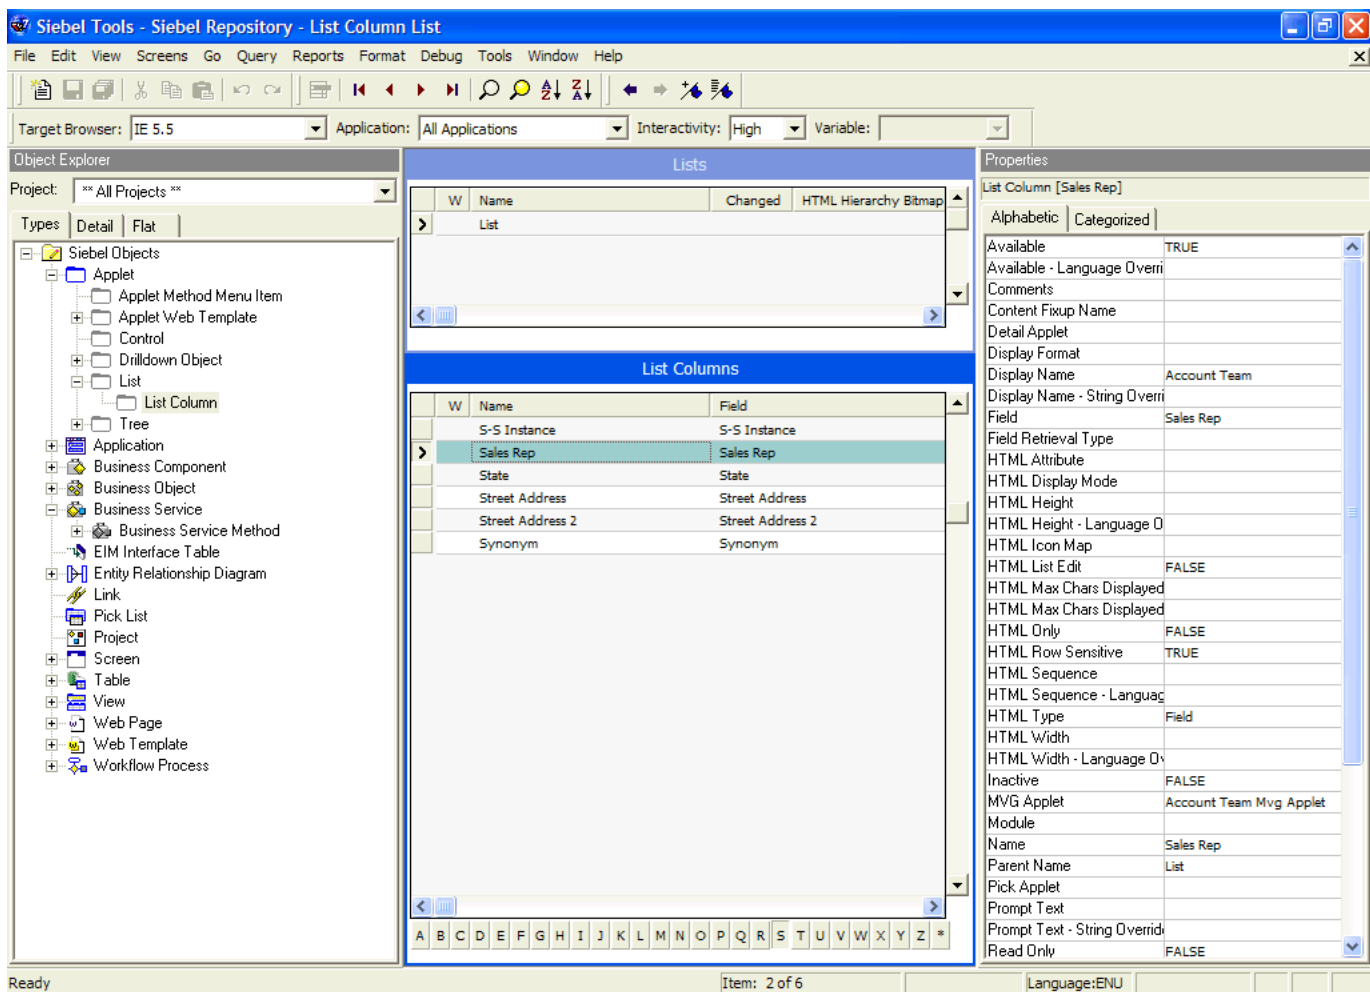 Siebel Tools - Siebel Repository - List Column List
File Edit View Screens Go Query Reports Format Debug Tools Window Help
Target Browser: IE 5.5 Application: All Applications Interactivity: High Variable:
Object Explorer
Project: ** All Projects **
Types Detail Flat
Siebel Objects
Applet
Applet Method Menu Item
Applet Web Template
Control
Drilldown Object
List
List Column
Tree
Application
Business Component
Business Object
Business Service
Business Service Method
EIM Interface Table
Entity Relationship Diagram
Link
Pick List
Project
Screen
Table
View
Web Page
Web Template
Workflow Process
Lists
W Name Changed HTML Hierarchy Bitmap
List
List Columns
W Name Field
S-S Instance S-S Instance
Sales Rep Sales Rep
State State
Street Address Street Address
Street Address 2 Street Address 2
Synonym Synonym
A B C D E F G H I J K L M N O P Q R S T U V W X Y Z *
Properties
List Column [Sales Rep]
Alphabetic Categorized
Available TRUE
Available - Language Overri
Comments
Content Fixup Name
Detail Applet
Display Format
Display Name Account Team
Display Name - String Overri
Field Sales Rep
Field Retrieval Type
HTML Attribute
HTML Display Mode
HTML Height
HTML Height - Language O
HTML Icon Map
HTML List Edit FALSE
HTML Max Chars Displayed
HTML Max Chars Displayed
HTML Only FALSE
HTML Row Sensitive TRUE
HTML Sequence
HTML Sequence - Languag
HTML Type Field
HTML Width
HTML Width - Language Ov
Inactive FALSE
MVG Applet Account Team Mvg Applet
Module
Name Sales Rep
Parent Name List
Pick Applet
Prompt Text
Prompt Text - String Overrid
Read Only FALSE
Ready Item: 2 of 6 Language:ENU